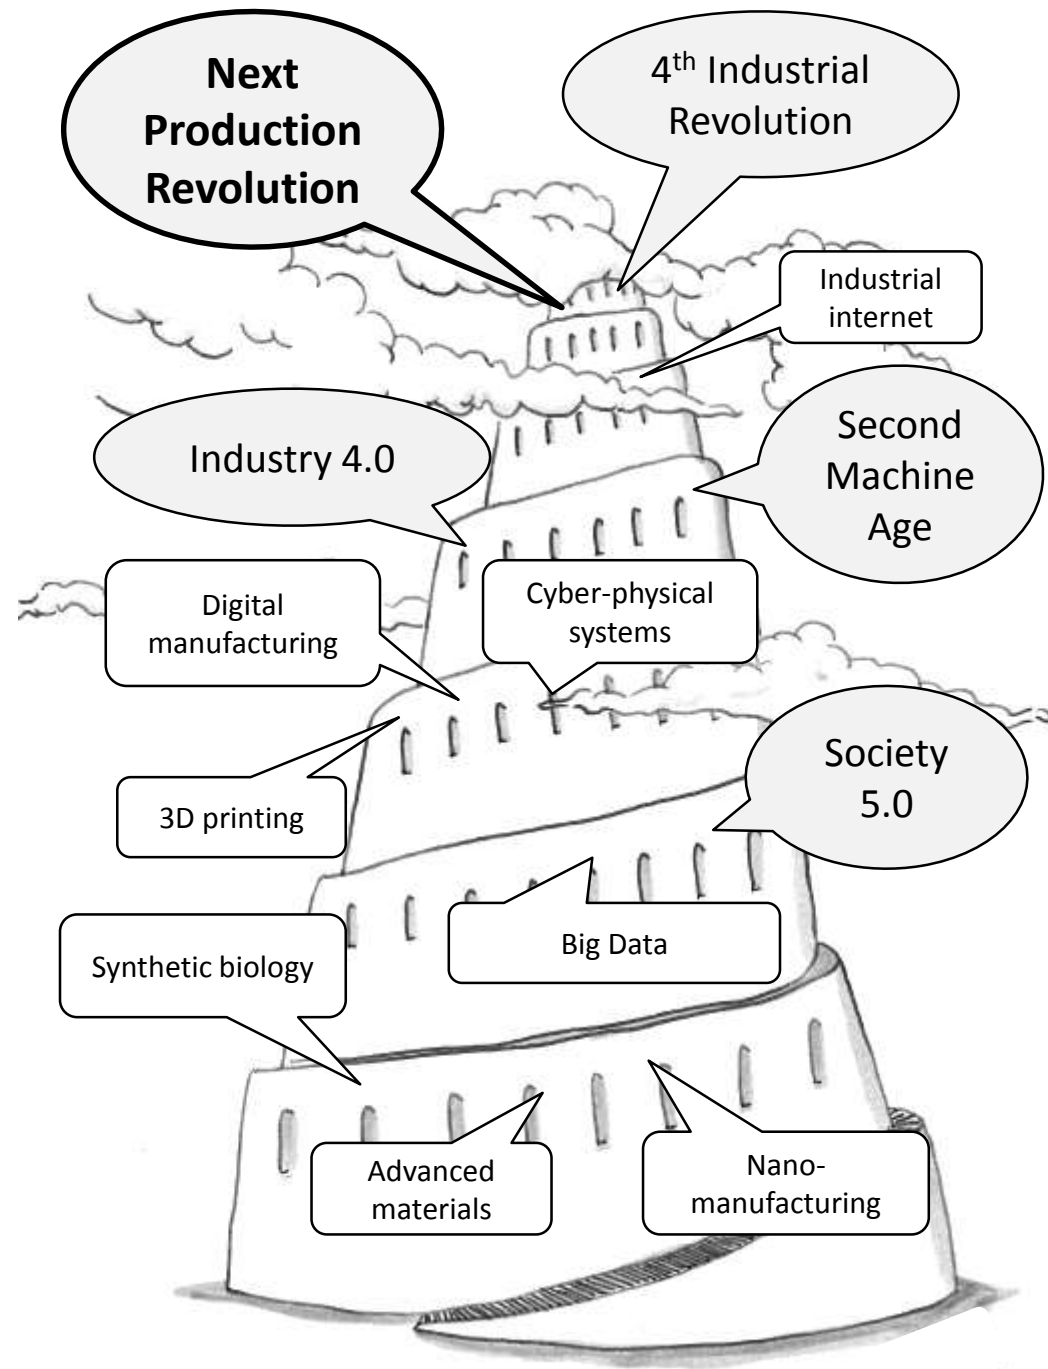 Next
Production
Revolution
4th Industrial
Revolution
Industrial
internet
Second
Machine
Age
Industry 4.0
Cyber-physical
systems
Digital
manufacturing
Society
5.0
3D printing
Big Data
Synthetic biology
Advanced
materials
Nano-
manufacturing